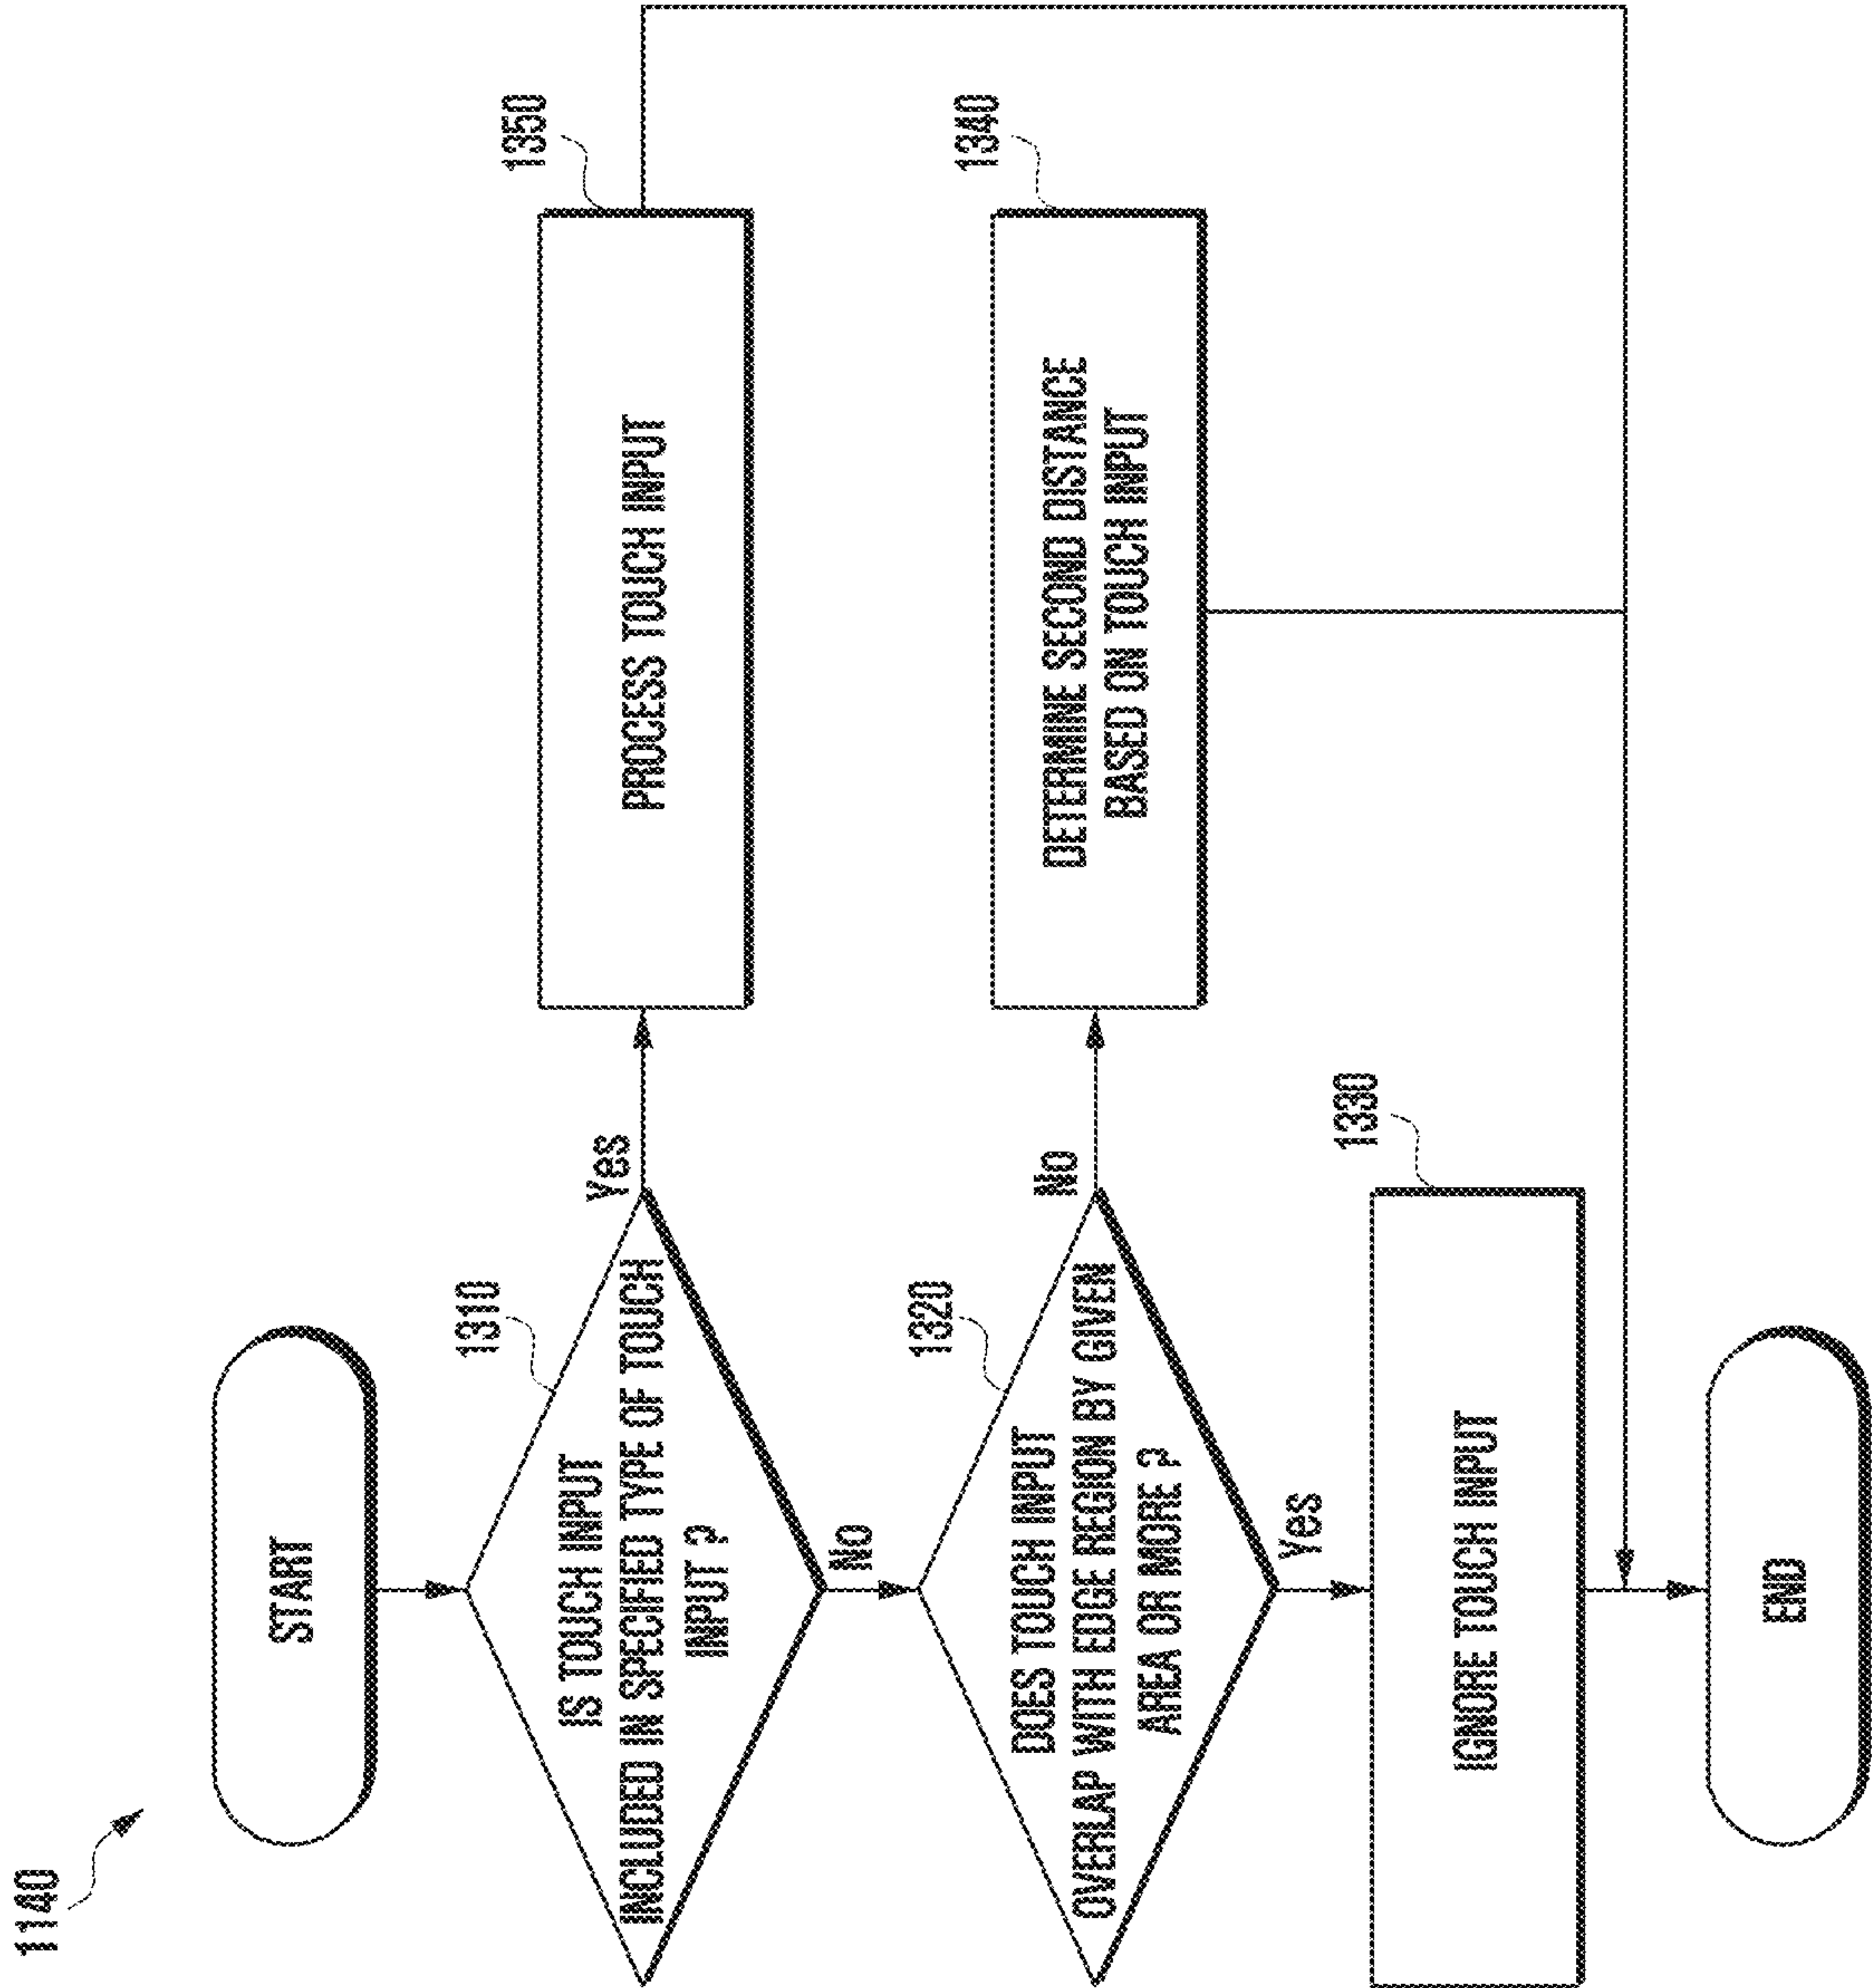 1140
START
1310
IS TOUCH INPUT
INCLUDED IN SPECIFIED TYPE OF TOUCH
INPUT ?
Yes
1350
PROCESS TOUCH INPUT
No
1320
DOES TOUCH INPUT
OVERLAP WITH EDGE REGION BY GIVEN
AREA OR MORE ?
No
1340
DETERMINE SECOND DISTANCE
BASED ON TOUCH INPUT
Yes
1330
IGNORE TOUCH INPUT
END